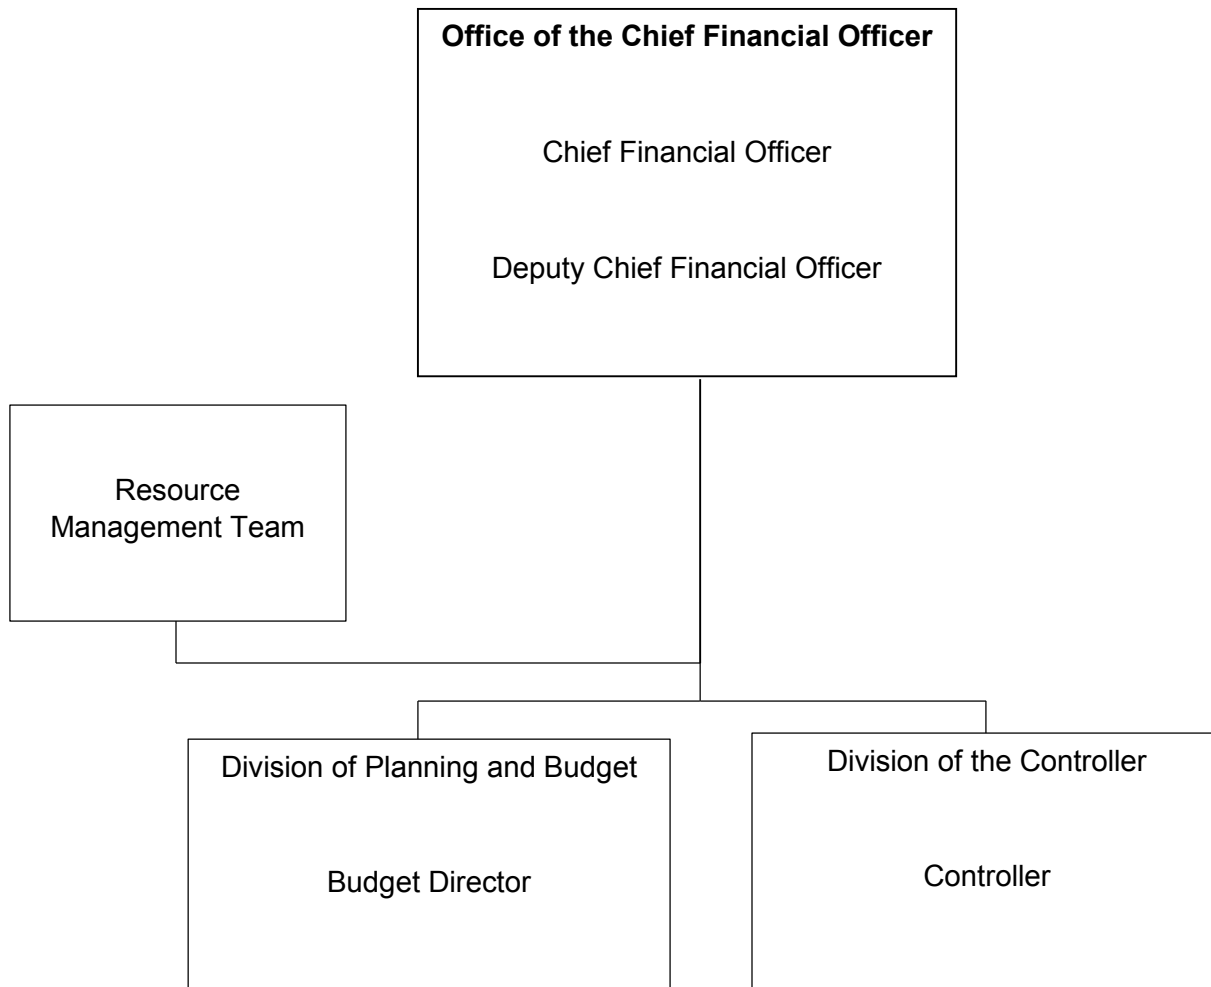 Office of the Chief Financial Officer
Chief Financial Officer
Deputy Chief Financial Officer
Resource
Management Team
Division of Planning and Budget
Budget Director
Division of the Controller
Controller